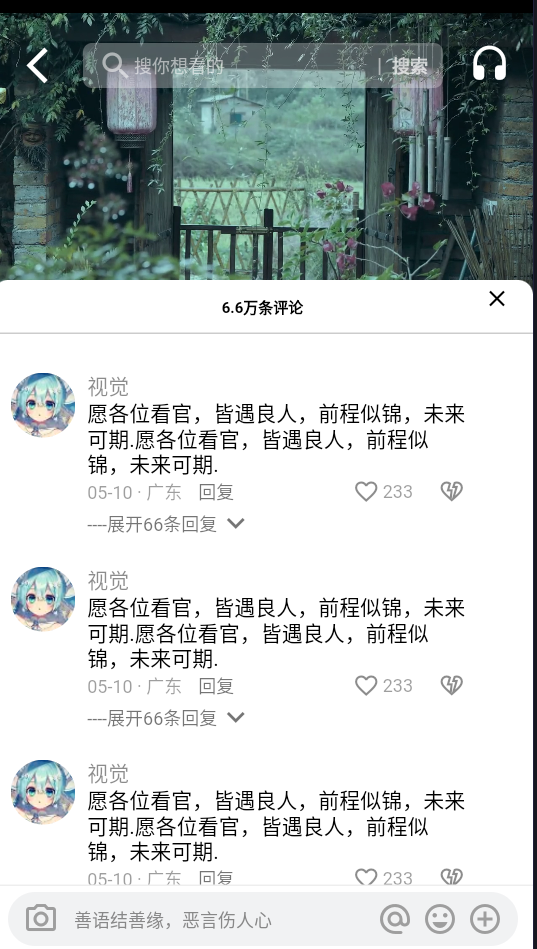 搜你想看的 | 搜索
6.6万条评论
视觉
愿各位看官，皆遇良人，前程似锦，未来
可期.愿各位看官，皆遇良人，前程似
锦，未来可期.
05-10 · 广东 回复 233
----展开66条回复
视觉
愿各位看官，皆遇良人，前程似锦，未来
可期.愿各位看官，皆遇良人，前程似
锦，未来可期.
05-10 · 广东 回复 233
----展开66条回复
视觉
愿各位看官，皆遇良人，前程似锦，未来
可期.愿各位看官，皆遇良人，前程似
锦，未来可期.
05-10 · 广东 回复 233
善语结善缘，恶言伤人心